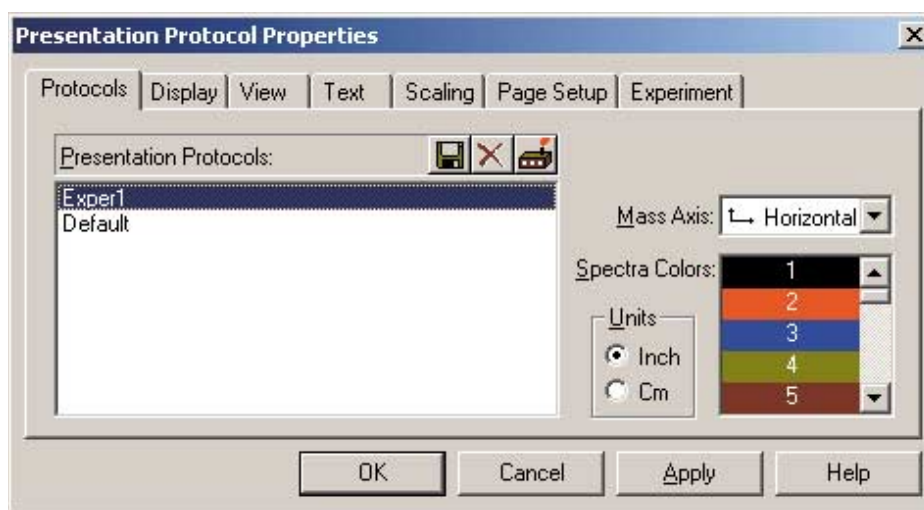 Presentation Protocol Properties
Protocols Display View Text Scaling Page Setup Experiment
Presentation Protocols:
Exper1
Default
Mass Axis: Horizontal
Spectra Colors:
1
2
3
4
5
Units
Inch
Cm
OK Cancel Apply Help